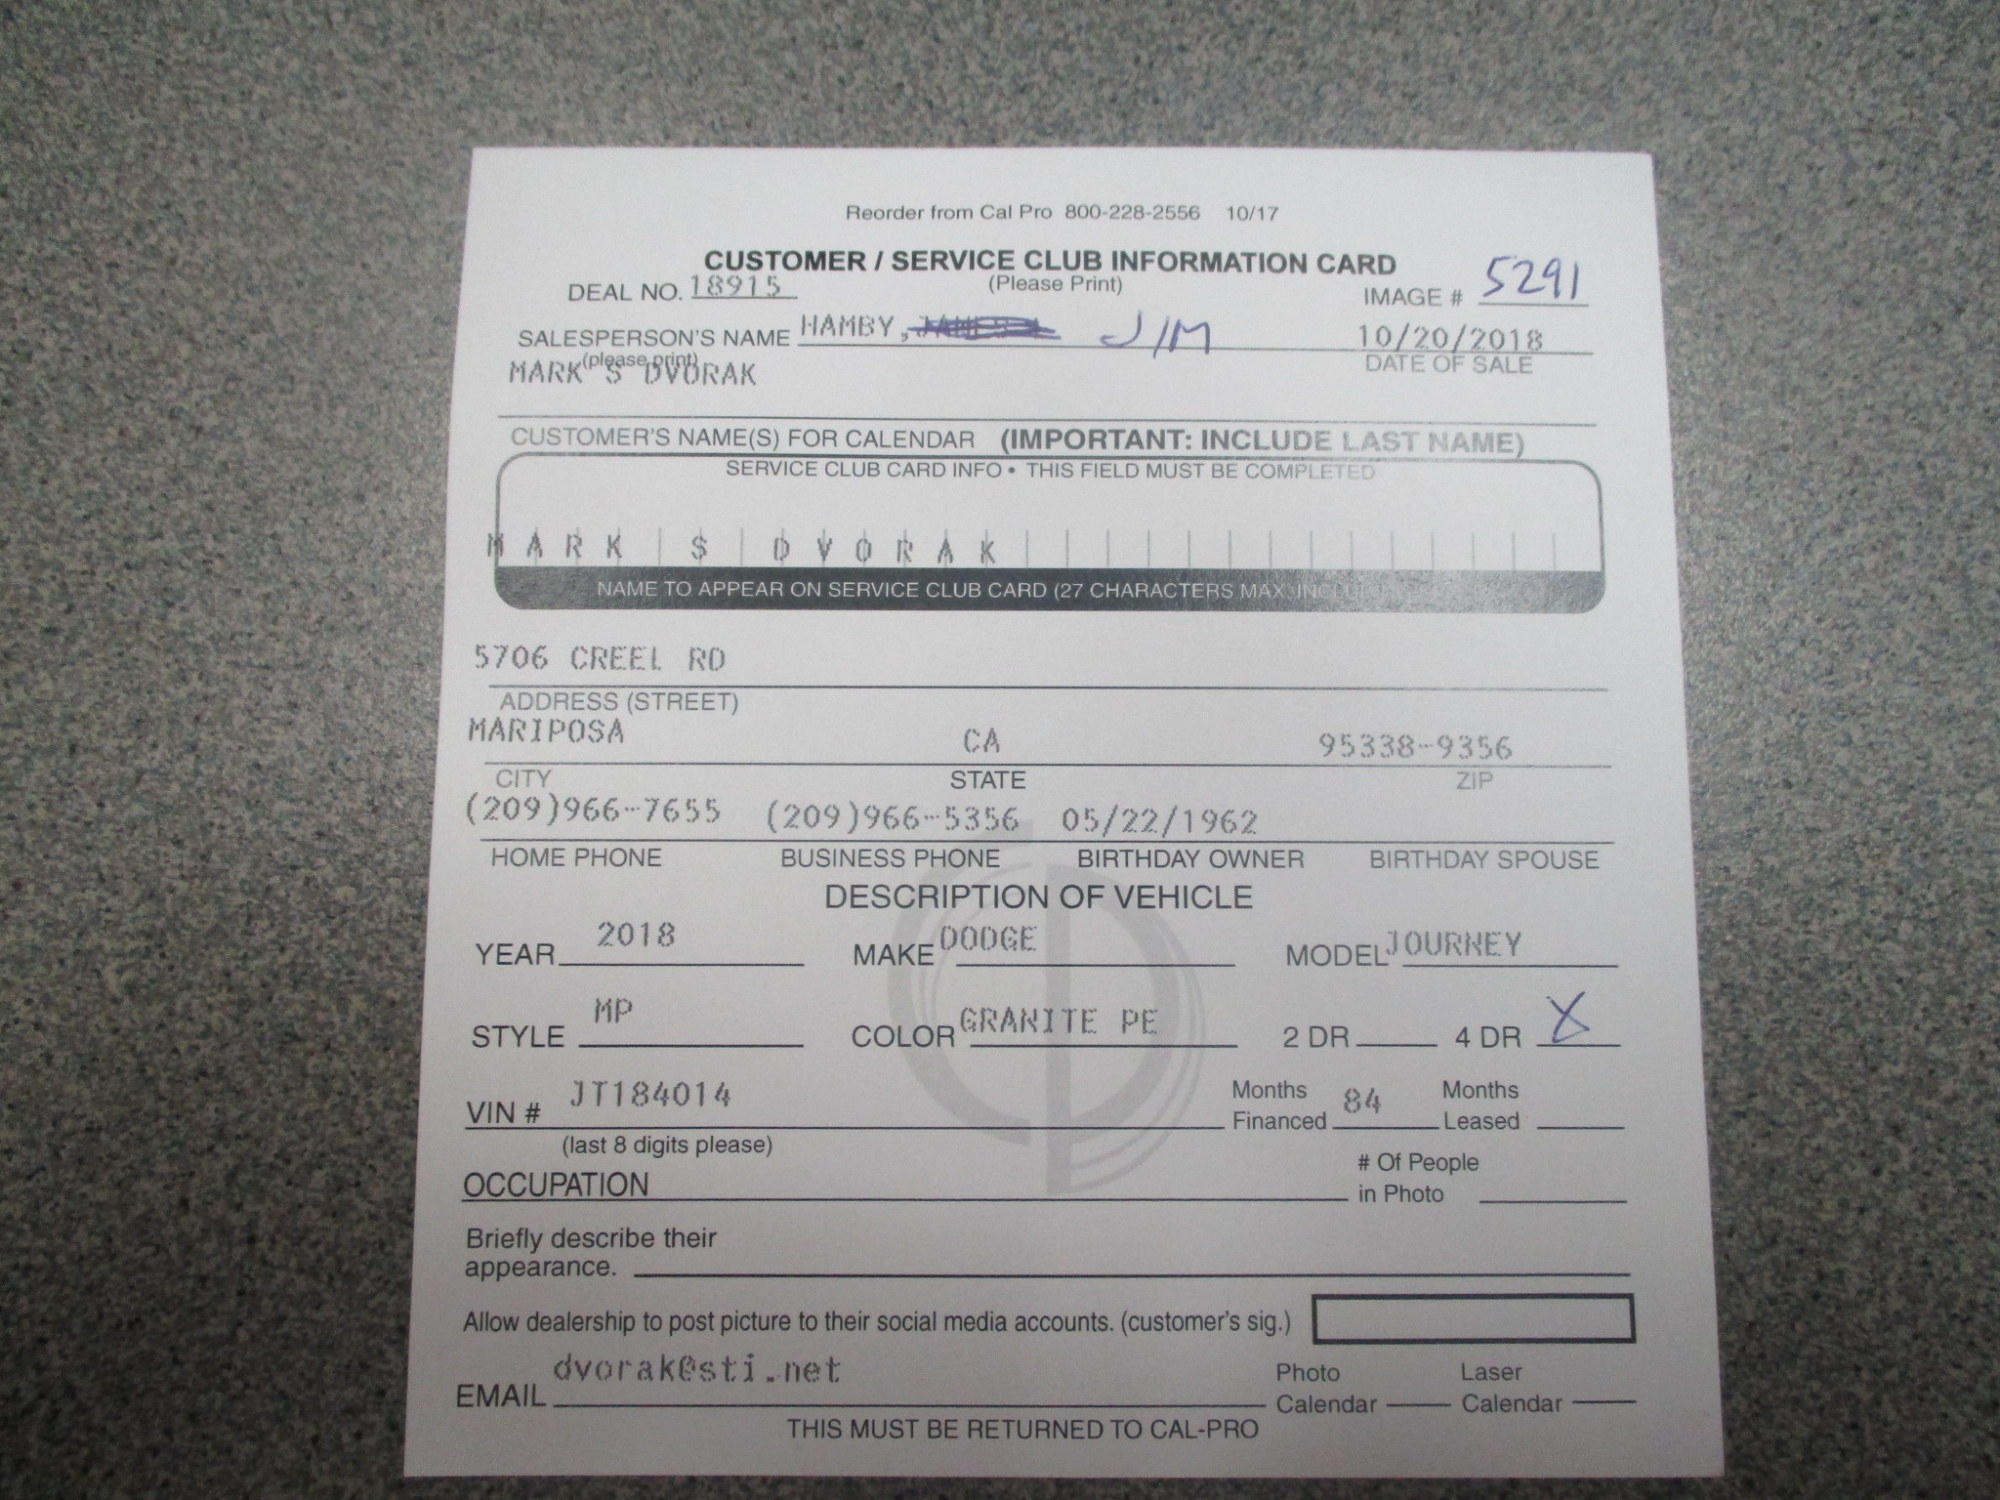 Reorder from Cal Pro 800-228-2556 10/17
CUSTOMER / SERVICE CLUB INFORMATION CARD
DEAL NO. 18915 (Please Print) IMAGE # 5291
SALESPERSON'S NAME HAMBY, JIM 10/20/2018
(please print) DATE OF SALE
MARK S DVORAK
CUSTOMER'S NAME(S) FOR CALENDAR (IMPORTANT: INCLUDE LAST NAME)
SERVICE CLUB CARD INFO • THIS FIELD MUST BE COMPLETED
MARK S DVORAK
NAME TO APPEAR ON SERVICE CLUB CARD (27 CHARACTERS MAX,
5706 CREEL RD
ADDRESS (STREET)
MARIPOSA CA 95338-9356
CITY STATE ZIP
(209)966-7655 (209)966-5356 05/22/1962
HOME PHONE BUSINESS PHONE BIRTHDAY OWNER BIRTHDAY SPOUSE
DESCRIPTION OF VEHICLE
YEAR 2018 MAKE DODGE MODEL JOURNEY
STYLE MP COLOR GRANITE PE 2 DR 4 DR X
VIN # JT184014 Months Financed 84 Months Leased
(last 8 digits please)
OCCUPATION # Of People in Photo
Briefly describe their
appearance.
Allow dealership to post picture to their social media accounts. (customer's sig.)
EMAIL dvorak@sti.net Photo Calendar Laser Calendar
THIS MUST BE RETURNED TO CAL-PRO